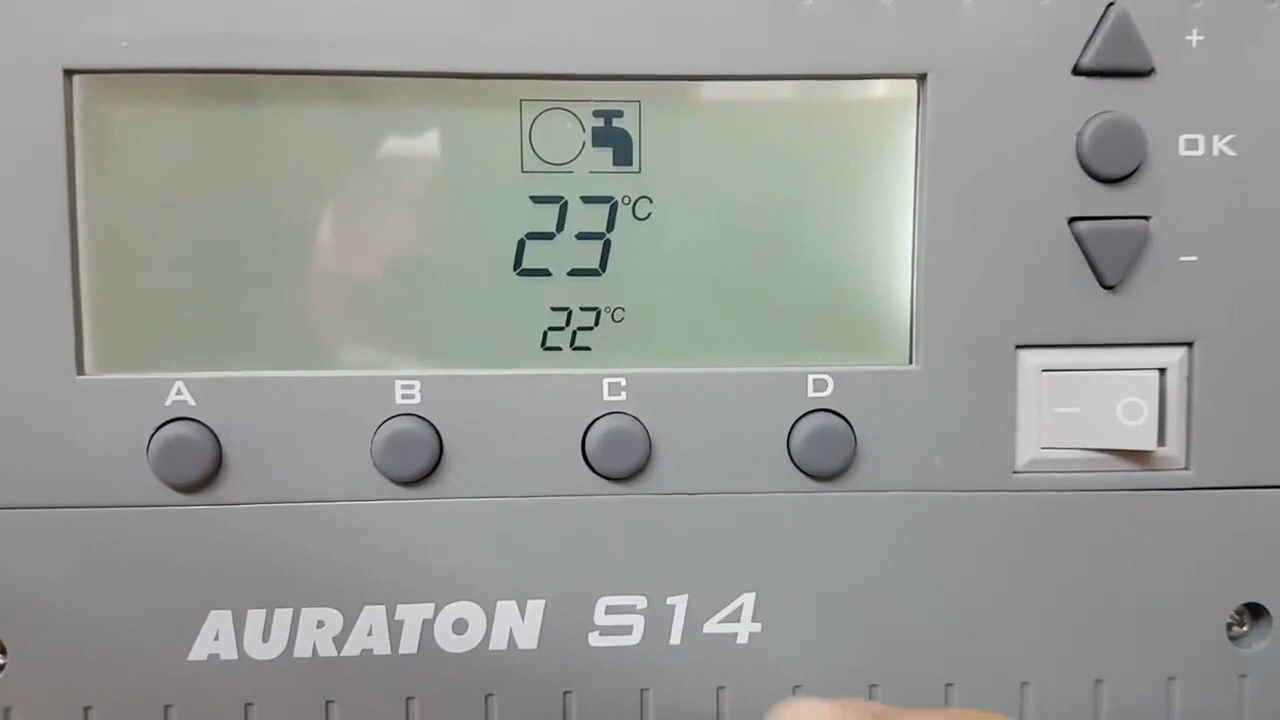 +
OK
23°C
–
22°C
A B C D
– O
AURATON S14